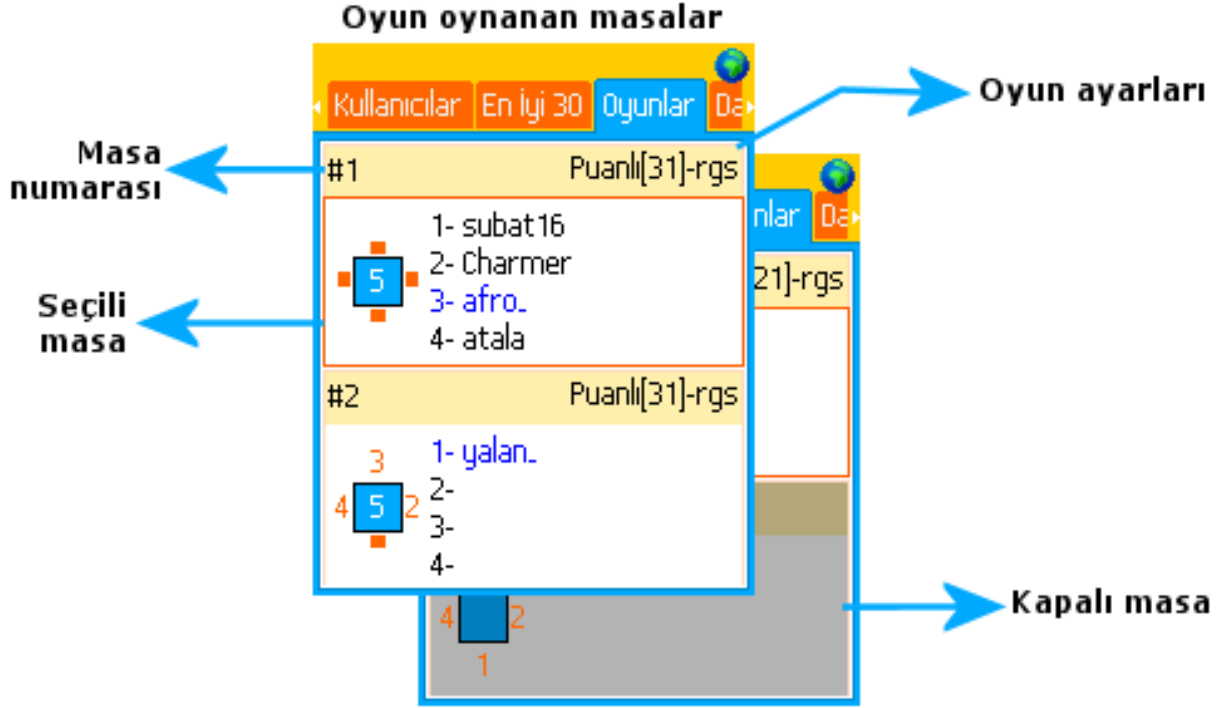 Oyun oynanan masalar
Kullanıcılar En İyi 30 Oyunlar Da
Oyun ayarları
Masa
numarası
#1 Puanlı[31]-rgs
1- subat16
2- Charmer
3- afro_
4- atala
5
Seçili
masa
#2 Puanlı[31]-rgs
1- yalan_
2-
3-
4-
3
4 5 2
nlar Da
21]-rgs
4 2
1
Kapalı masa